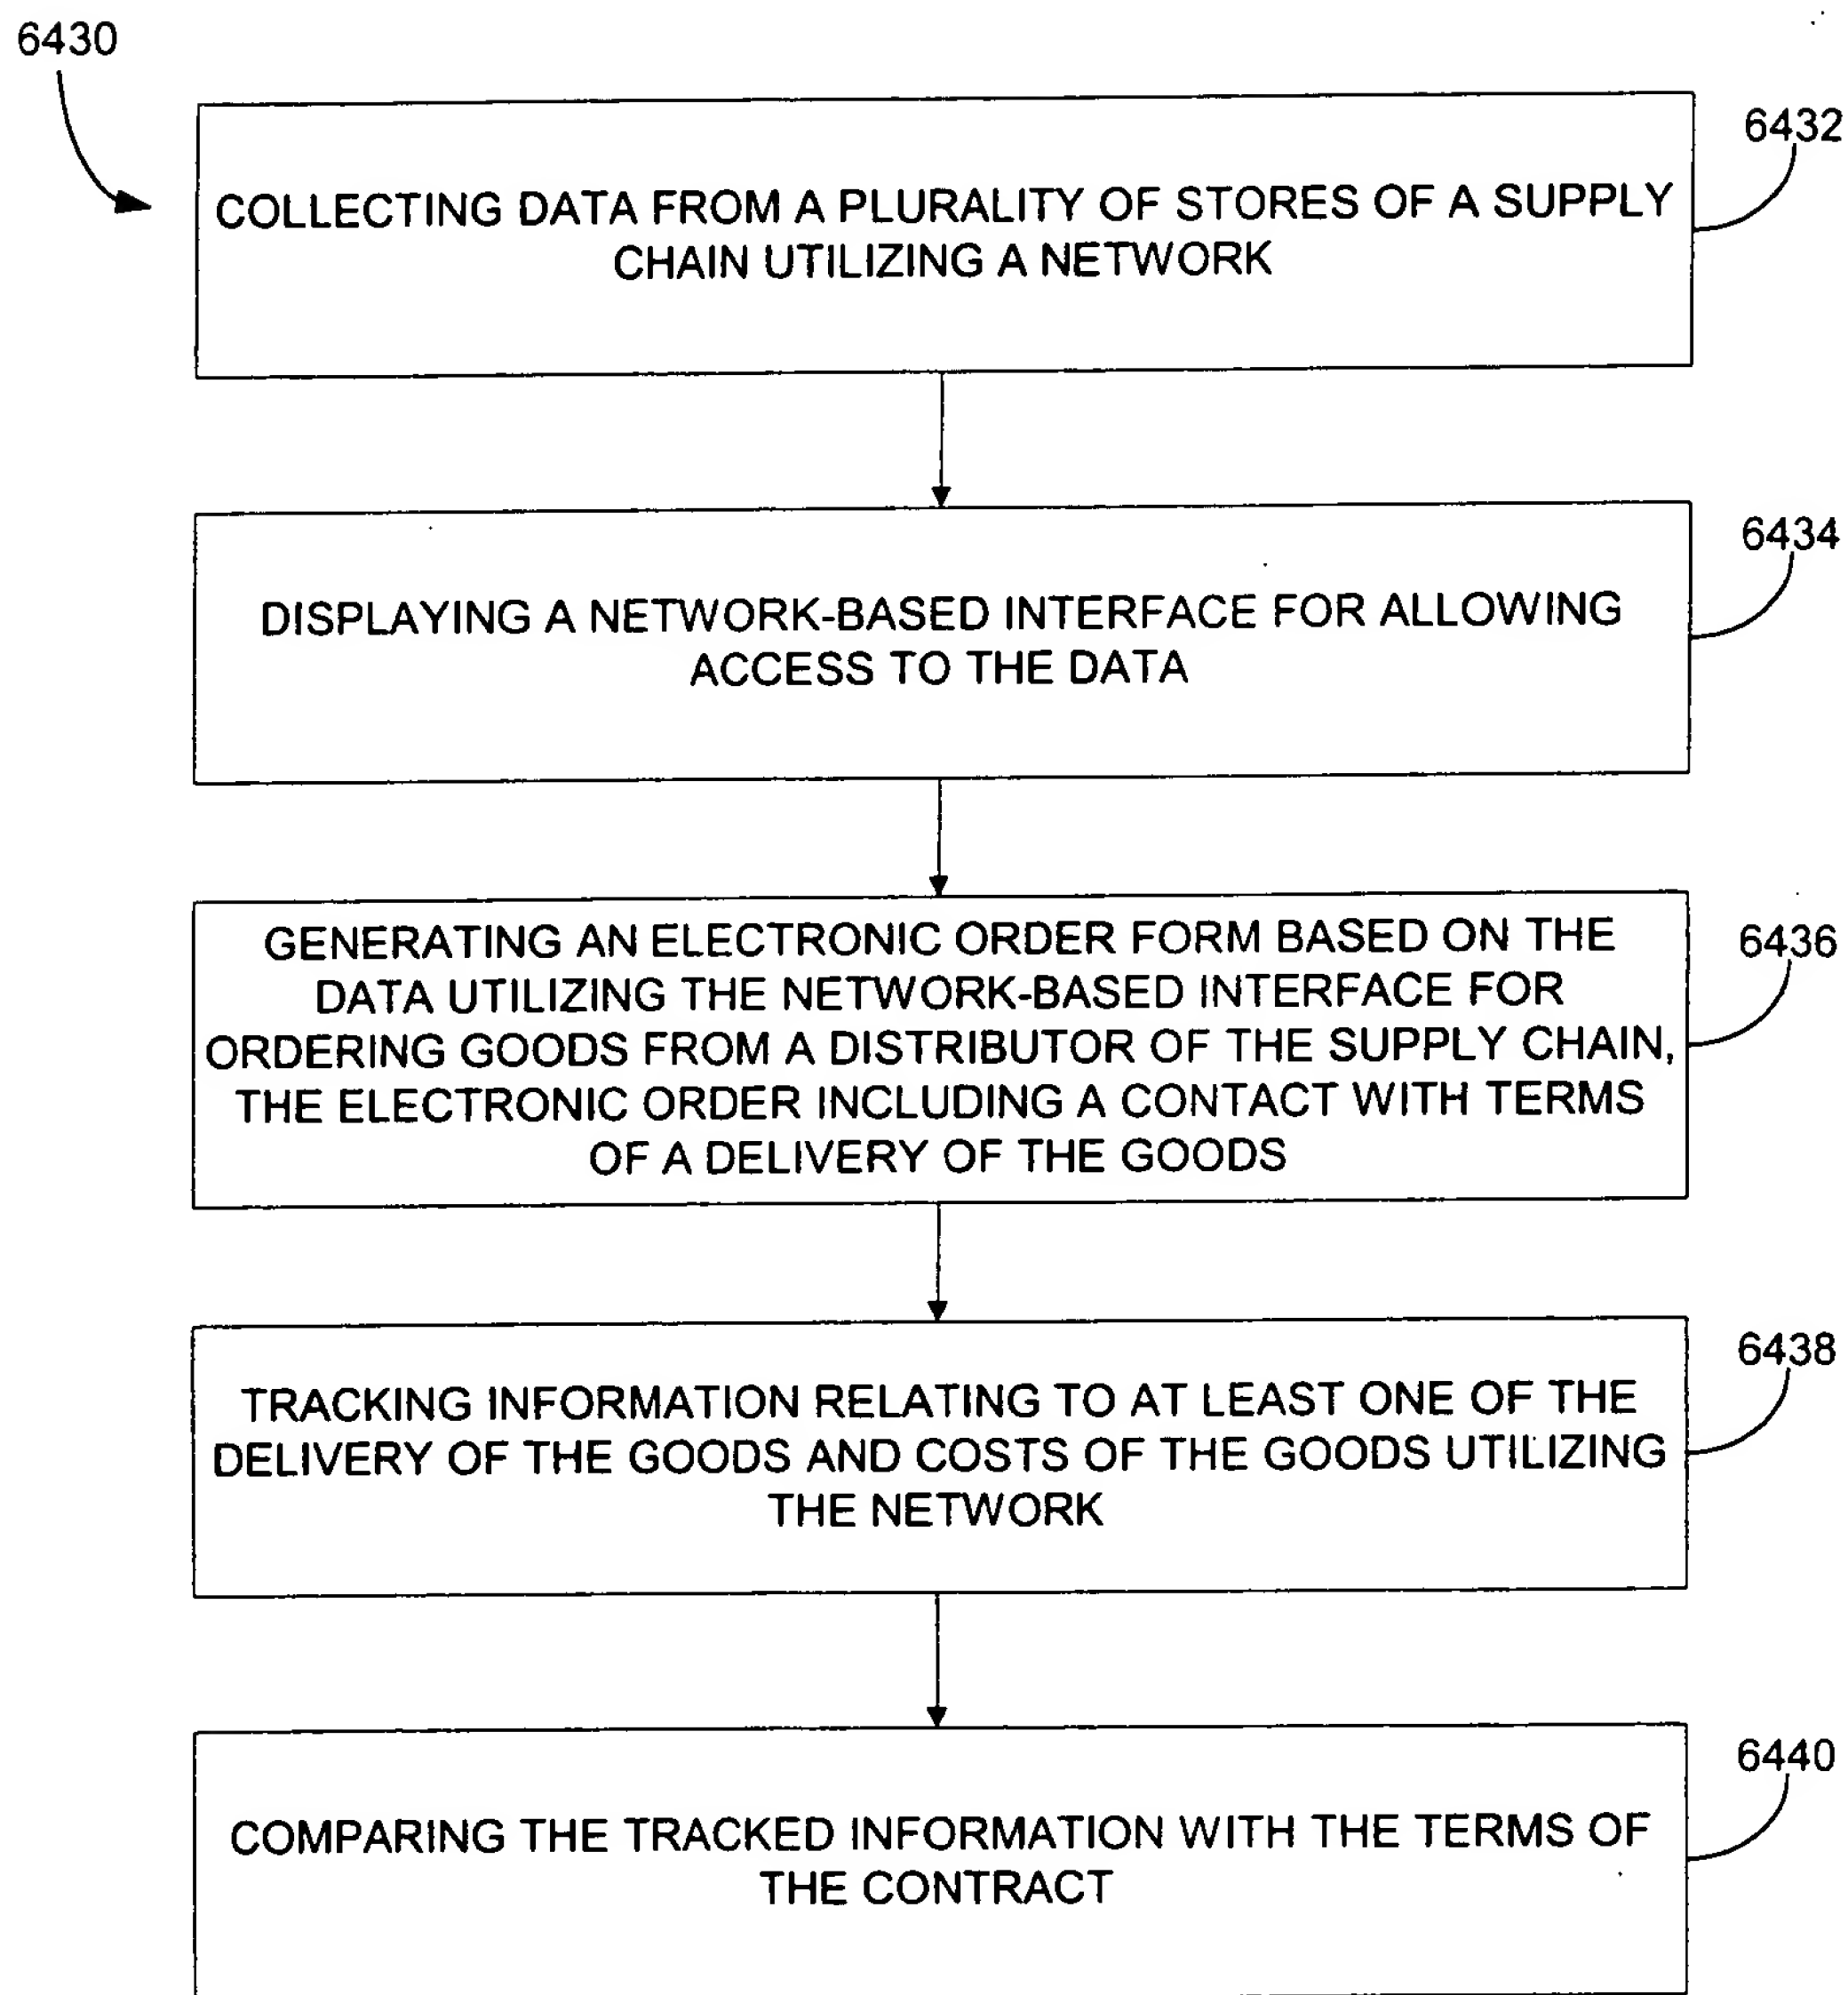 6430
6432
COLLECTING DATA FROM A PLURALITY OF STORES OF A SUPPLY
CHAIN UTILIZING A NETWORK
6434
DISPLAYING A NETWORK-BASED INTERFACE FOR ALLOWING
ACCESS TO THE DATA
6436
GENERATING AN ELECTRONIC ORDER FORM BASED ON THE
DATA UTILIZING THE NETWORK-BASED INTERFACE FOR
ORDERING GOODS FROM A DISTRIBUTOR OF THE SUPPLY CHAIN,
THE ELECTRONIC ORDER INCLUDING A CONTACT WITH TERMS
OF A DELIVERY OF THE GOODS
6438
TRACKING INFORMATION RELATING TO AT LEAST ONE OF THE
DELIVERY OF THE GOODS AND COSTS OF THE GOODS UTILIZING
THE NETWORK
6440
COMPARING THE TRACKED INFORMATION WITH THE TERMS OF
THE CONTRACT